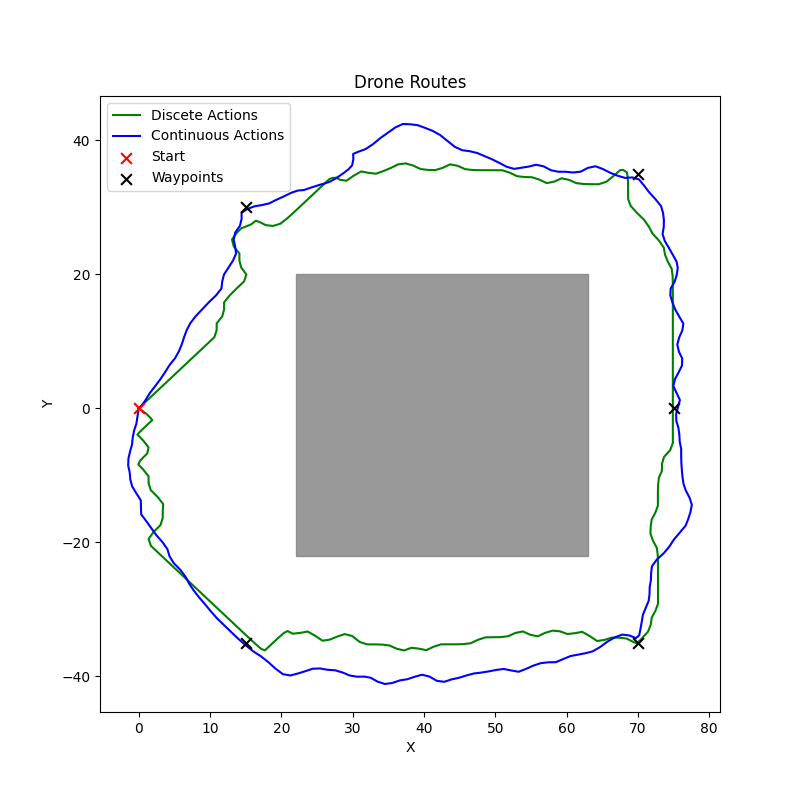 Drone Routes
Discete Actions
Continuous Actions
Start
Waypoints
40
20
0
−20
−40
Y
0 10 20 30 40 50 60 70 80
X